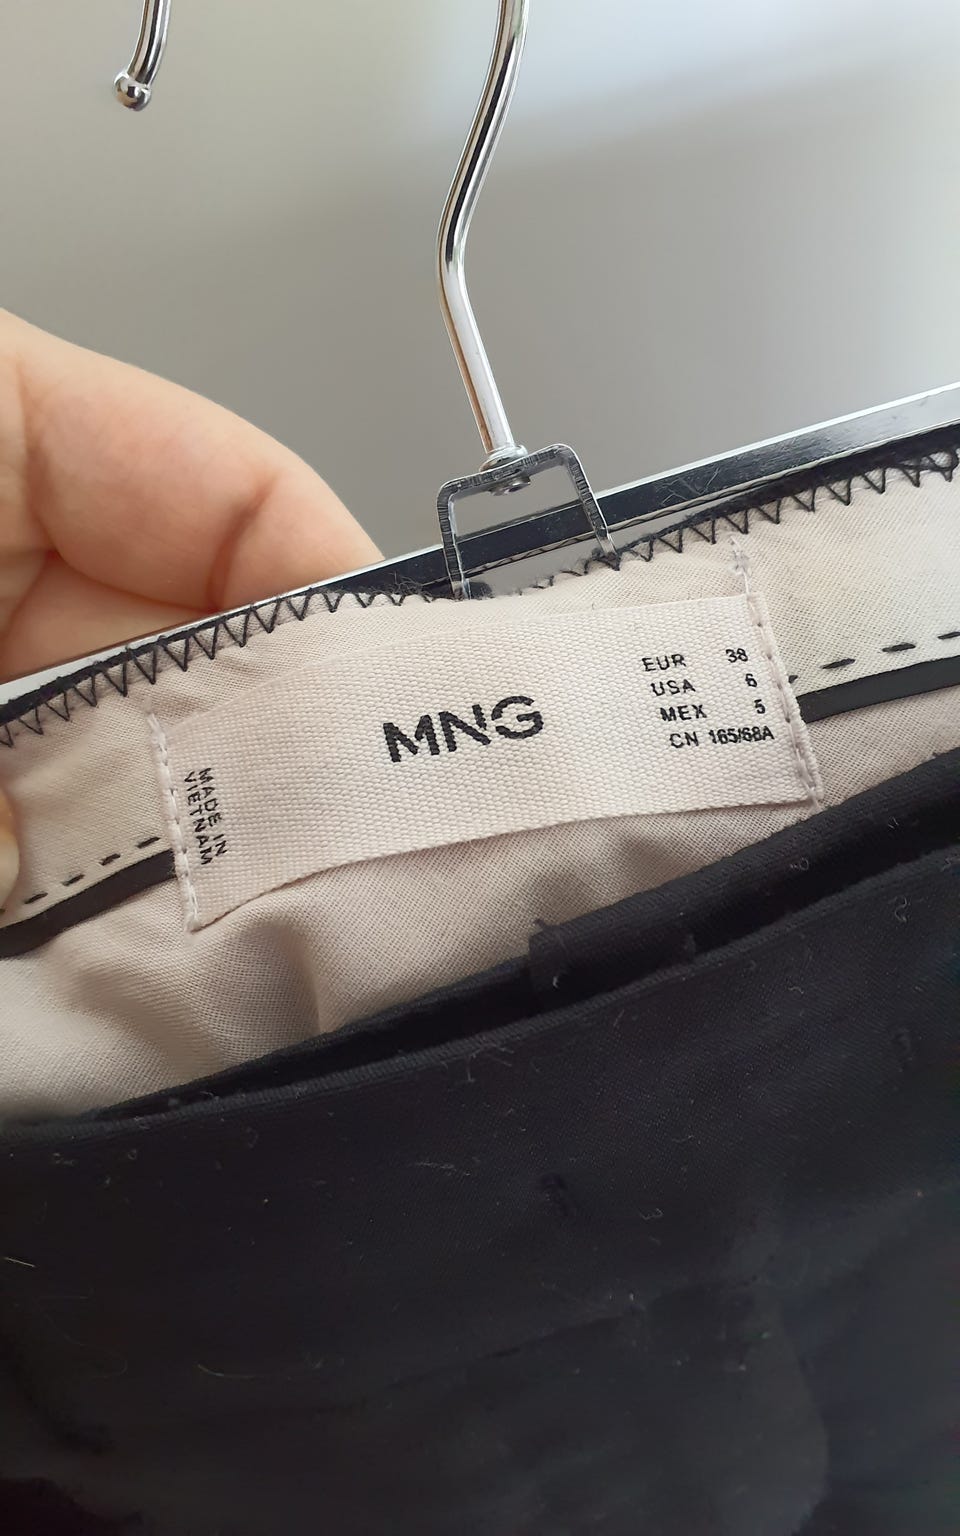 MNG
EUR 38
USA 6
MEX 5
CN 165/68A
MADE IN
VIETNAM